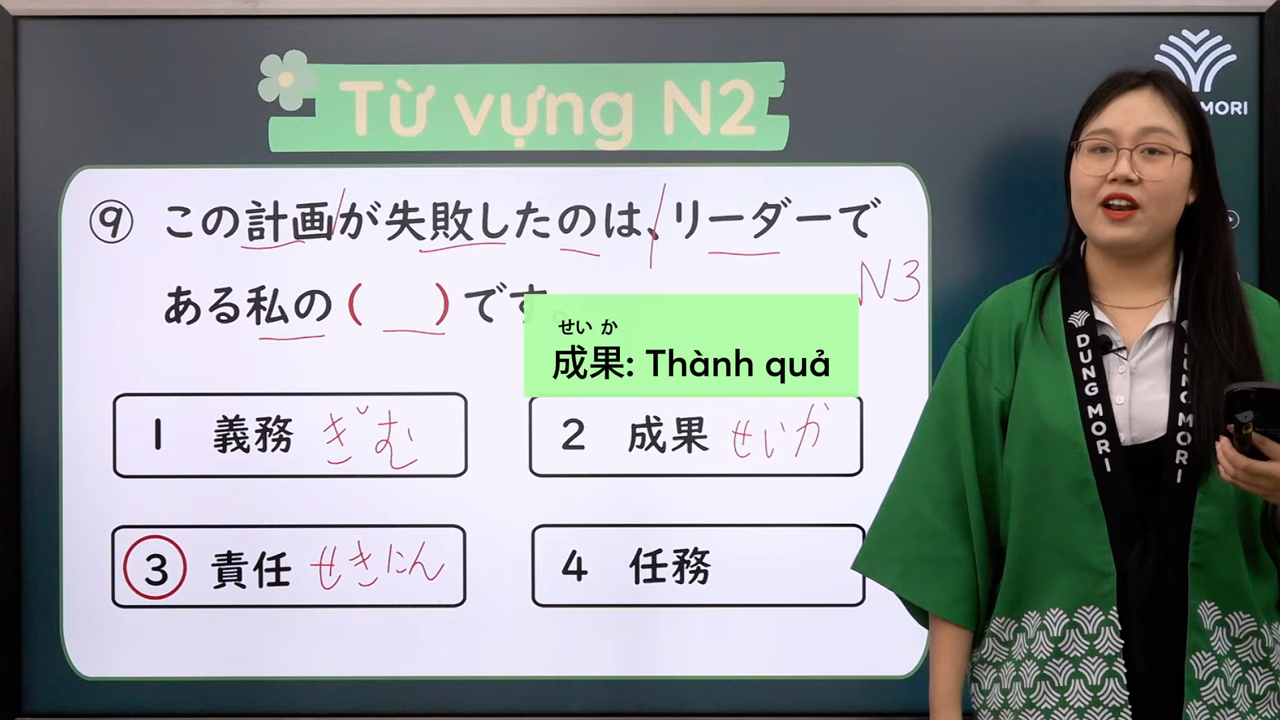 Từ vựng N2
MORI
⑨ この計画が失敗したのは、リーダーで
ある私の( )です。
N3
せいか
成果: Thành quả
1 義務 ぎむ
2 成果 せいか
3 責任 せきにん
4 任務
DUNG MORI
DUNG MORI